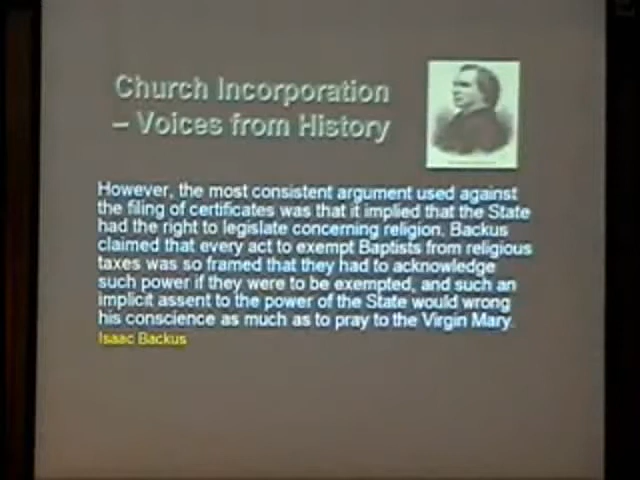 Church Incorporation
– Voices from History
However, the most consistent argument used against
the filing of certificates was that it implied that the State
had the right to legislate concerning religion. Backus
claimed that every act to exempt Baptists from religious
taxes was so framed that they had to acknowledge
such power if they were to be exempted, and such an
implicit assent to the power of the State would wrong
his conscience as much as to pray to the Virgin Mary.
Isaac Backus